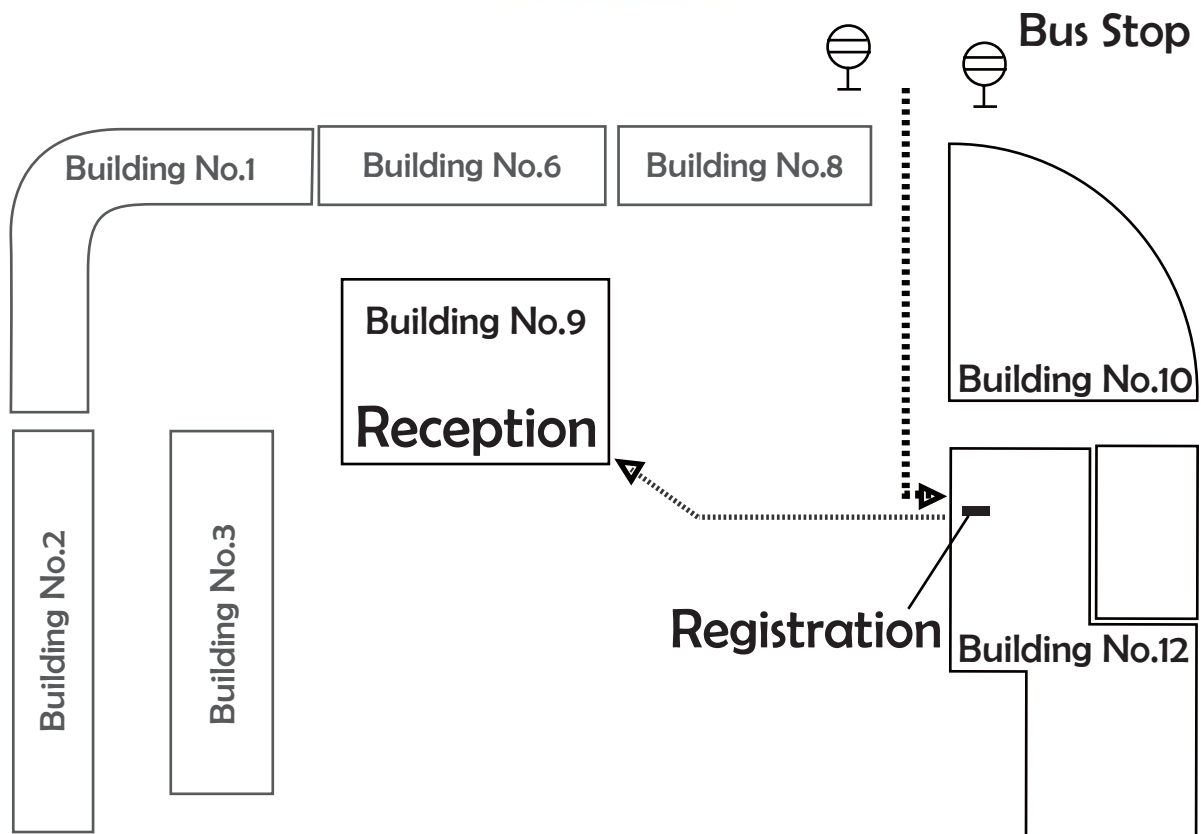 Bus Stop
Building No.1
Building No.6
Building No.8
Building No.9
Reception
Building No.10
Building No.2
Building No.3
Registration
Building No.12